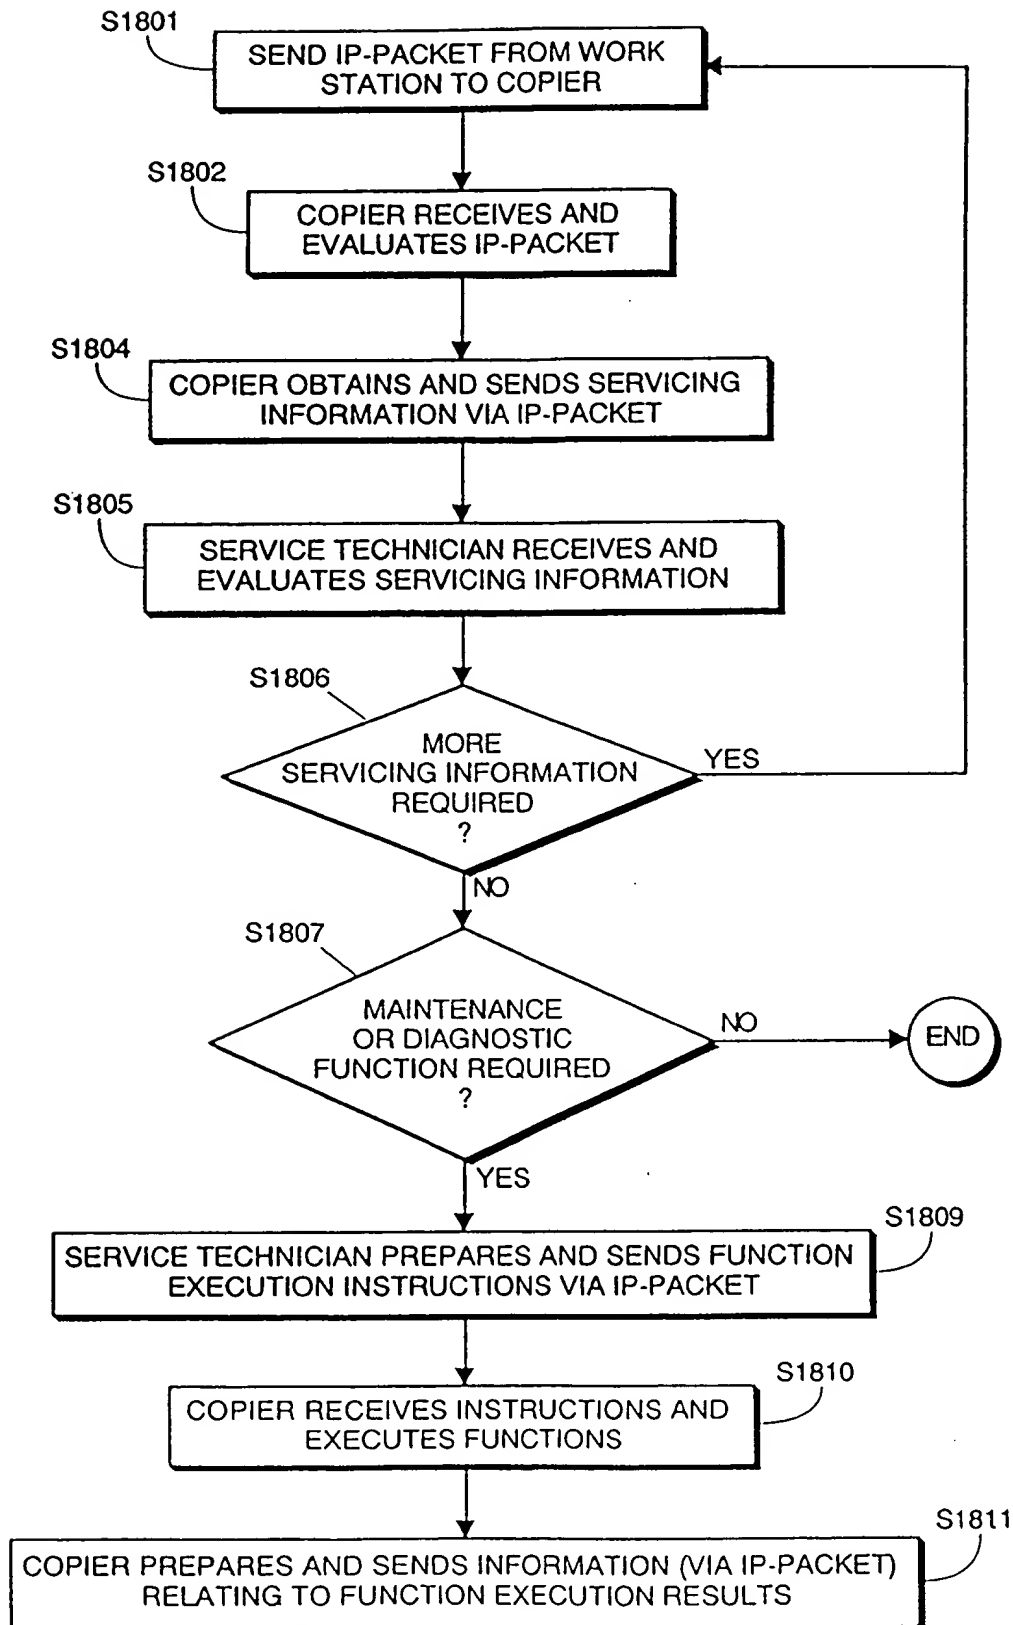 S1801
SEND IP-PACKET FROM WORK
STATION TO COPIER
S1802
COPIER RECEIVES AND
EVALUATES IP-PACKET
S1804
COPIER OBTAINS AND SENDS SERVICING
INFORMATION VIA IP-PACKET
S1805
SERVICE TECHNICIAN RECEIVES AND
EVALUATES SERVICING INFORMATION
S1806
MORE
SERVICING INFORMATION
REQUIRED
?
YES
NO
S1807
MAINTENANCE
OR DIAGNOSTIC
FUNCTION REQUIRED
?
NO
END
YES
S1809
SERVICE TECHNICIAN PREPARES AND SENDS FUNCTION
EXECUTION INSTRUCTIONS VIA IP-PACKET
S1810
COPIER RECEIVES INSTRUCTIONS AND
EXECUTES FUNCTIONS
S1811
COPIER PREPARES AND SENDS INFORMATION (VIA IP-PACKET)
RELATING TO FUNCTION EXECUTION RESULTS